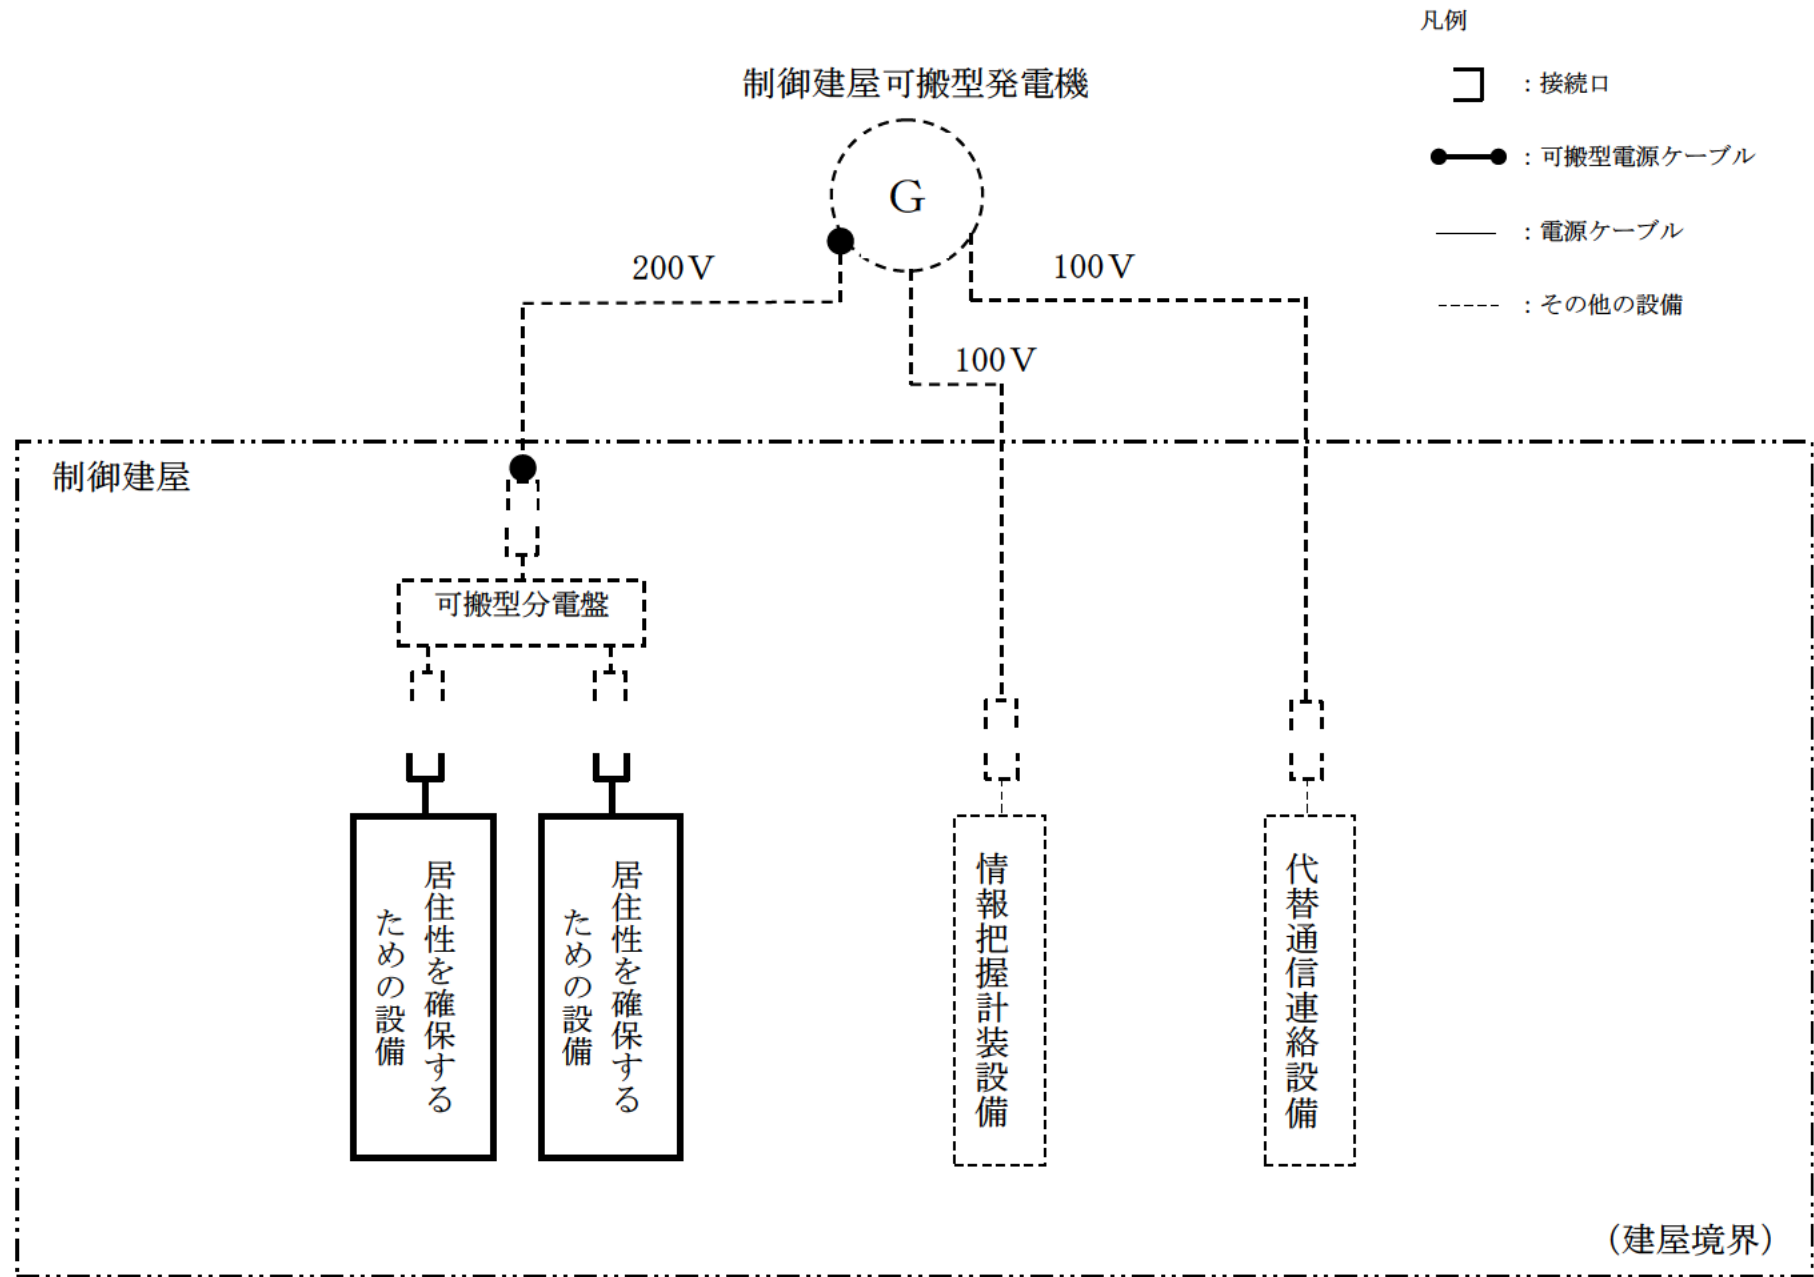 凡例
：接続口
：可搬型電源ケーブル
：電源ケーブル
：その他の設備
制御建屋可搬型発電機
G
200V
100V
100V
制御建屋
可搬型分電盤
居住性を確保する
ための設備
居住性を確保する
ための設備
情報把握計装設備
代替通信連絡設備
（建屋境界）